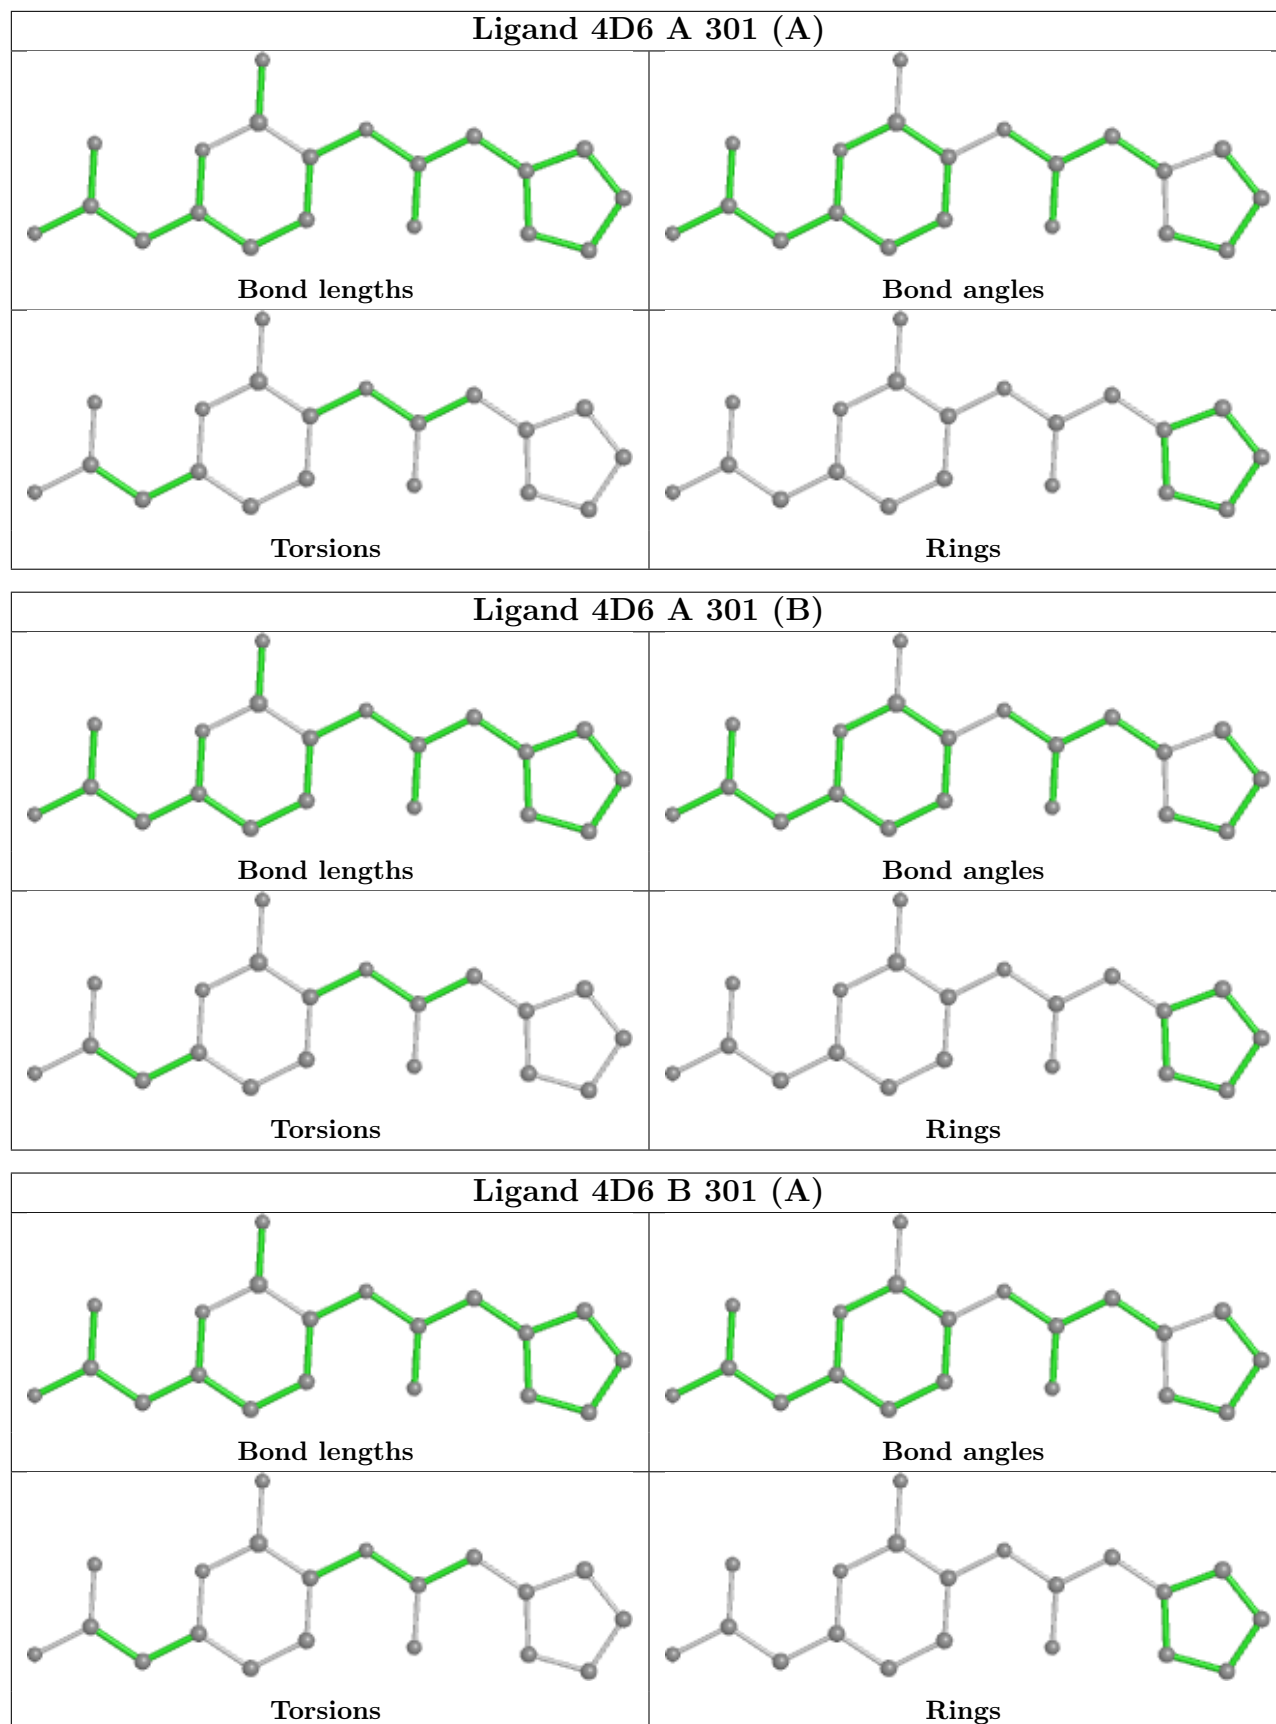 Ligand 4D6 A 301 (A)
Bond lengths
Bond angles
Torsions
Rings
Ligand 4D6 A 301 (B)
Bond lengths
Bond angles
Torsions
Rings
Ligand 4D6 B 301 (A)
Bond lengths
Bond angles
Torsions
Rings